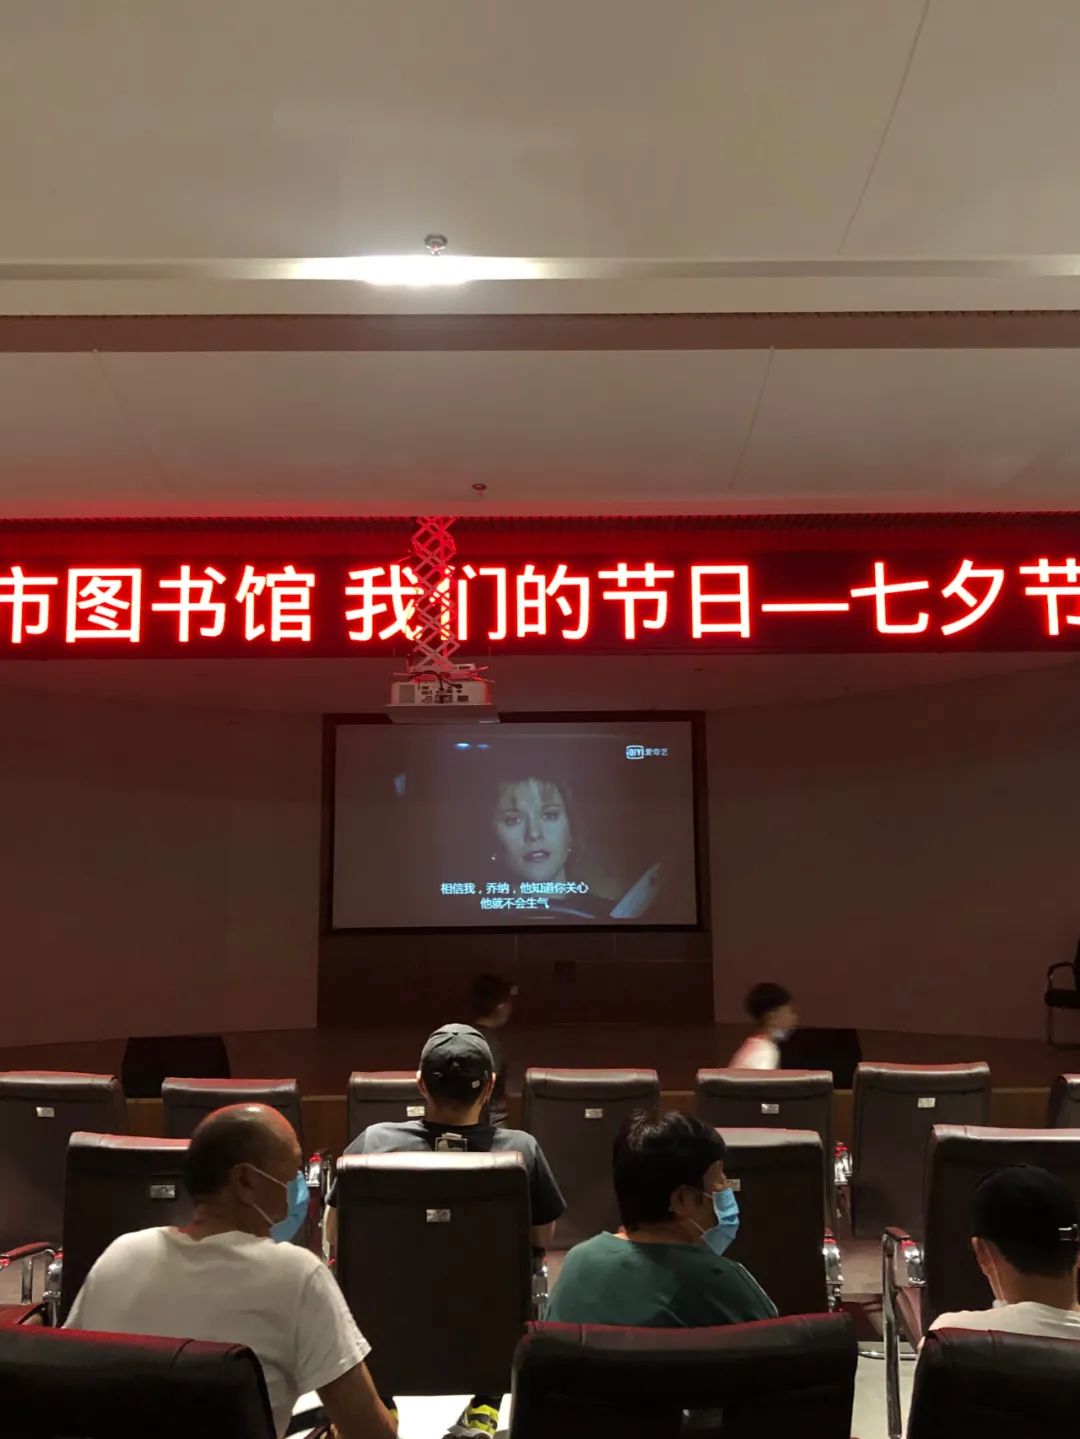 市图书馆 我们的节日—七夕节
QIYI 爱奇艺
相信我，乔纳，他知道你关心
他就不会生气